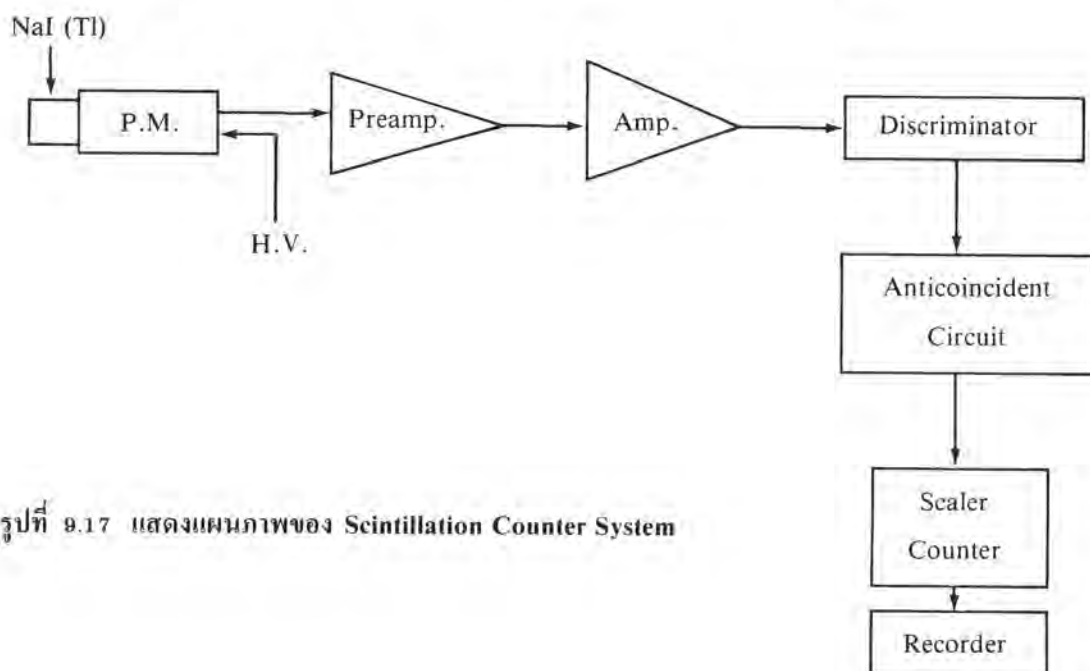 NaI (Tl)
P.M.
Preamp.
Amp.
Discriminator
H.V.
Anticoincident
Circuit
Scaler
Counter
Recorder
รูปที่ 9.17 แสดงแผนภาพของ Scintillation Counter System